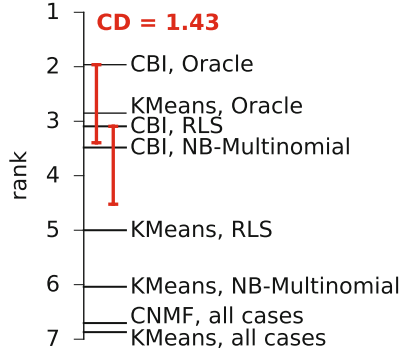 1
CD = 1.43
2
CBI, Oracle
KMeans, Oracle
3
CBI, RLS
CBI, NB-Multinomial
rank
4
5
KMeans, RLS
6
KMeans, NB-Multinomial
CNMF, all cases
7
KMeans, all cases